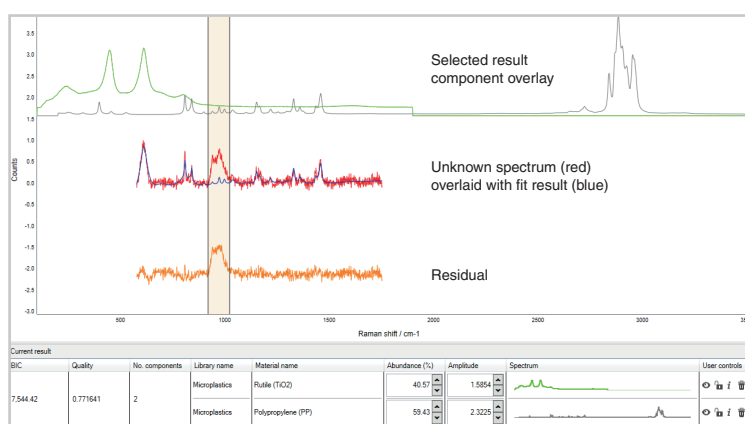 3.5
3.0
2.5
2.0
1.5
1.0
0.5
0.0
-0.5
-1.0
-1.5
-2.0
-2.5
-3.0
Counts
Selected result
component overlay
Unknown spectrum (red)
overlaid with fit result (blue)
Residual
500 1000 1500 2000 2500 3000
Raman shift / cm-1
Current result
BIC Quality No. components Library name Material name Abundance (%) Amplitude Spectrum User controls
7,544.42 0.771641 2
Microplastics Rutile (TiO2) 40.57 1.5854
Microplastics Polypropylene (PP) 59.43 2.3225